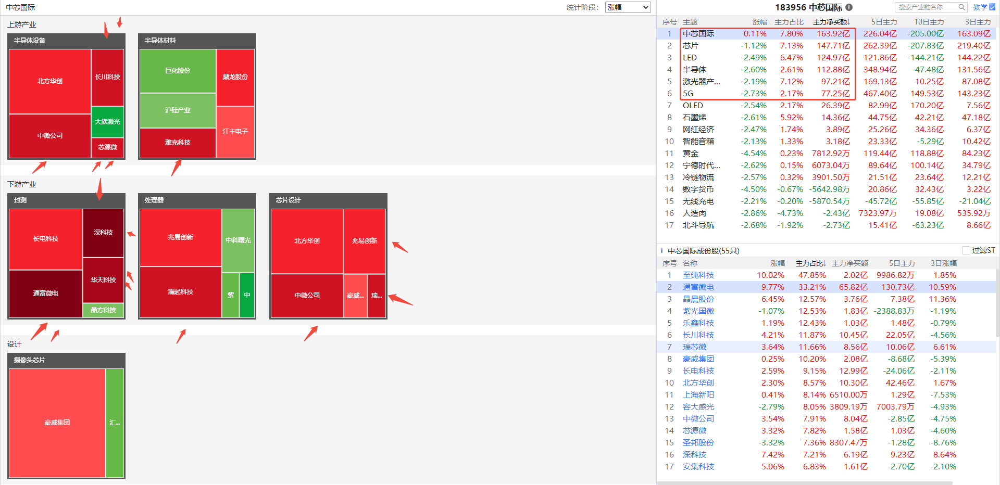 中芯国际
统计阶段: 涨幅
上游产业
半导体设备
北方华创
长川科技
大族激光
中微公司
芯源微
半导体材料
巨化股份
鼎龙股份
沪硅产业
江丰电子
雅克科技
下游产业
封测
长电科技
深科技
华天科技
通富微电
晶方科技
处理器
兆易创新
中科曙光
澜起科技
紫
中
芯片设计
北方华创
兆易创新
中微公司
豪威...
瑞...
设计
摄像头芯片
豪威集团
汇...
183956 中芯国际
搜索产业链名称
教学
序号 主题 涨幅 主力占比 主力净买额↓ 5日主力 10日主力 3日主力
1 中芯国际 0.11% 7.80% 163.92亿 226.04亿 -205.00亿 163.09亿
2 芯片 -1.12% 7.13% 147.71亿 262.39亿 -207.83亿 219.40亿
3 LED -2.49% 6.47% 124.97亿 121.86亿 -144.21亿 144.22亿
4 半导体 -2.60% 2.61% 112.88亿 348.94亿 -47.48亿 131.56亿
5 激光器产... -2.19% 7.12% 97.21亿 169.13亿 10.25亿 87.08亿
6 5G -2.73% 2.17% 77.25亿 467.40亿 149.53亿 143.23亿
7 OLED -2.54% 2.17% 26.39亿 82.99亿 170.20亿 7.56亿
8 石墨烯 -2.61% 5.92% 14.36亿 44.75亿 42.21亿 47.18亿
9 网红经济 -2.47% 1.74% 3.89亿 25.26亿 34.36亿 6.37亿
10 智能音箱 -2.13% 1.33% 3.18亿 23.33亿 -5.29亿 10.42亿
11 黄金 -4.54% 0.23% 7812.92万 119.44亿 118.88亿 84.23亿
12 宁德时代... -2.62% 0.15% 6073.04万 89.64亿 100.14亿 34.79亿
13 冷链物流 -2.57% 0.32% 3901.50万 21.51亿 23.64亿 12.21亿
14 数字货币 -4.50% -0.67% -5642.98万 20.86亿 32.43亿 3.22亿
15 无线充电 -2.21% -0.20% -5870.54万 -45.72亿 -55.85亿 -21.04亿
16 人造肉 -2.86% -4.73% -2.43亿 7323.97万 19.08亿 535.92万
17 北斗导航 -2.68% -1.92% -2.73亿 15.41亿 -63.23亿 8.66亿
中芯国际成份股(55只) 过滤ST
序号 名称 涨幅 主力占比↓ 主力净买额 5日主力 3日涨幅
1 至纯科技 10.02% 47.85% 2.02亿 9986.82万 1.85%
2 通富微电 9.77% 33.21% 65.82亿 130.73亿 10.59%
3 晶晨股份 6.45% 12.57% 3.76亿 7.38亿 11.36%
4 紫光国微 -1.07% 12.53% 1.83亿 -2388.83万 -1.19%
5 乐鑫科技 1.19% 12.43% 1.03亿 1.48亿 -0.79%
6 长川科技 4.21% 11.87% 10.45亿 22.05亿 -4.56%
7 瑞芯微 3.64% 11.66% 8.56亿 10.06亿 6.61%
8 豪威集团 0.25% 10.20% 2.08亿 -8.68亿 -5.39%
9 长电科技 2.59% 9.15% 12.99亿 -24.06亿 -2.11%
10 北方华创 2.30% 8.57% 10.30亿 42.46亿 1.67%
11 上海新阳 0.41% 8.14% 6510.00万 1.29亿 -7.53%
12 容大感光 -2.79% 8.05% 3809.19万 7003.79万 -4.93%
13 中微公司 3.54% 7.91% 8.04亿 -2.85亿 -4.75%
14 芯源微 3.32% 7.82% 1.58亿 1.03亿 -4.60%
15 圣邦股份 -3.32% 7.36% 8307.47万 -1.28亿 -8.76%
16 深科技 7.42% 7.21% 6.19亿 9.23亿 8.64%
17 安集科技 5.06% 6.83% 1.61亿 -2.70亿 -2.10%